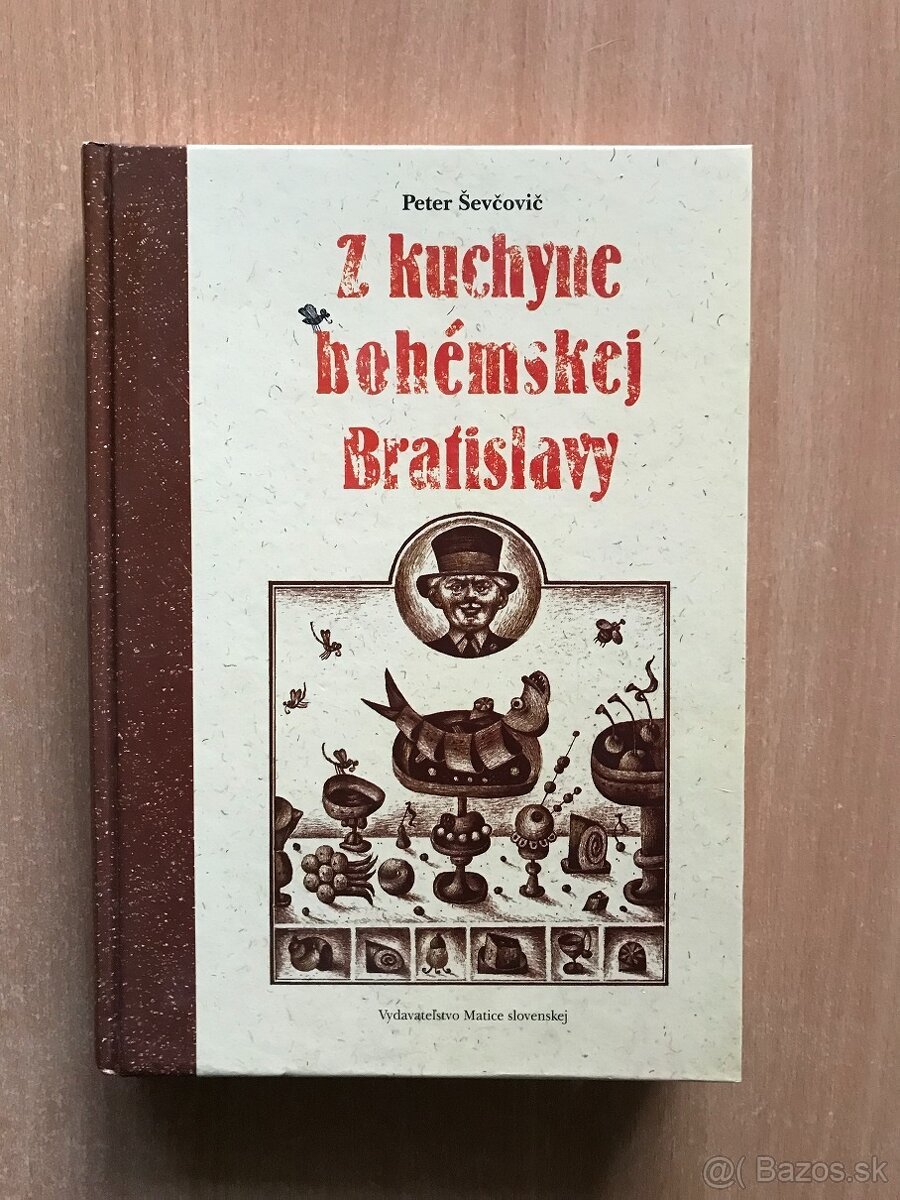 Peter Ševčovič
Z kuchyne
bohémskej
Bratislavy
Vydavateľstvo Matice slovenskej
@( Bazos.sk